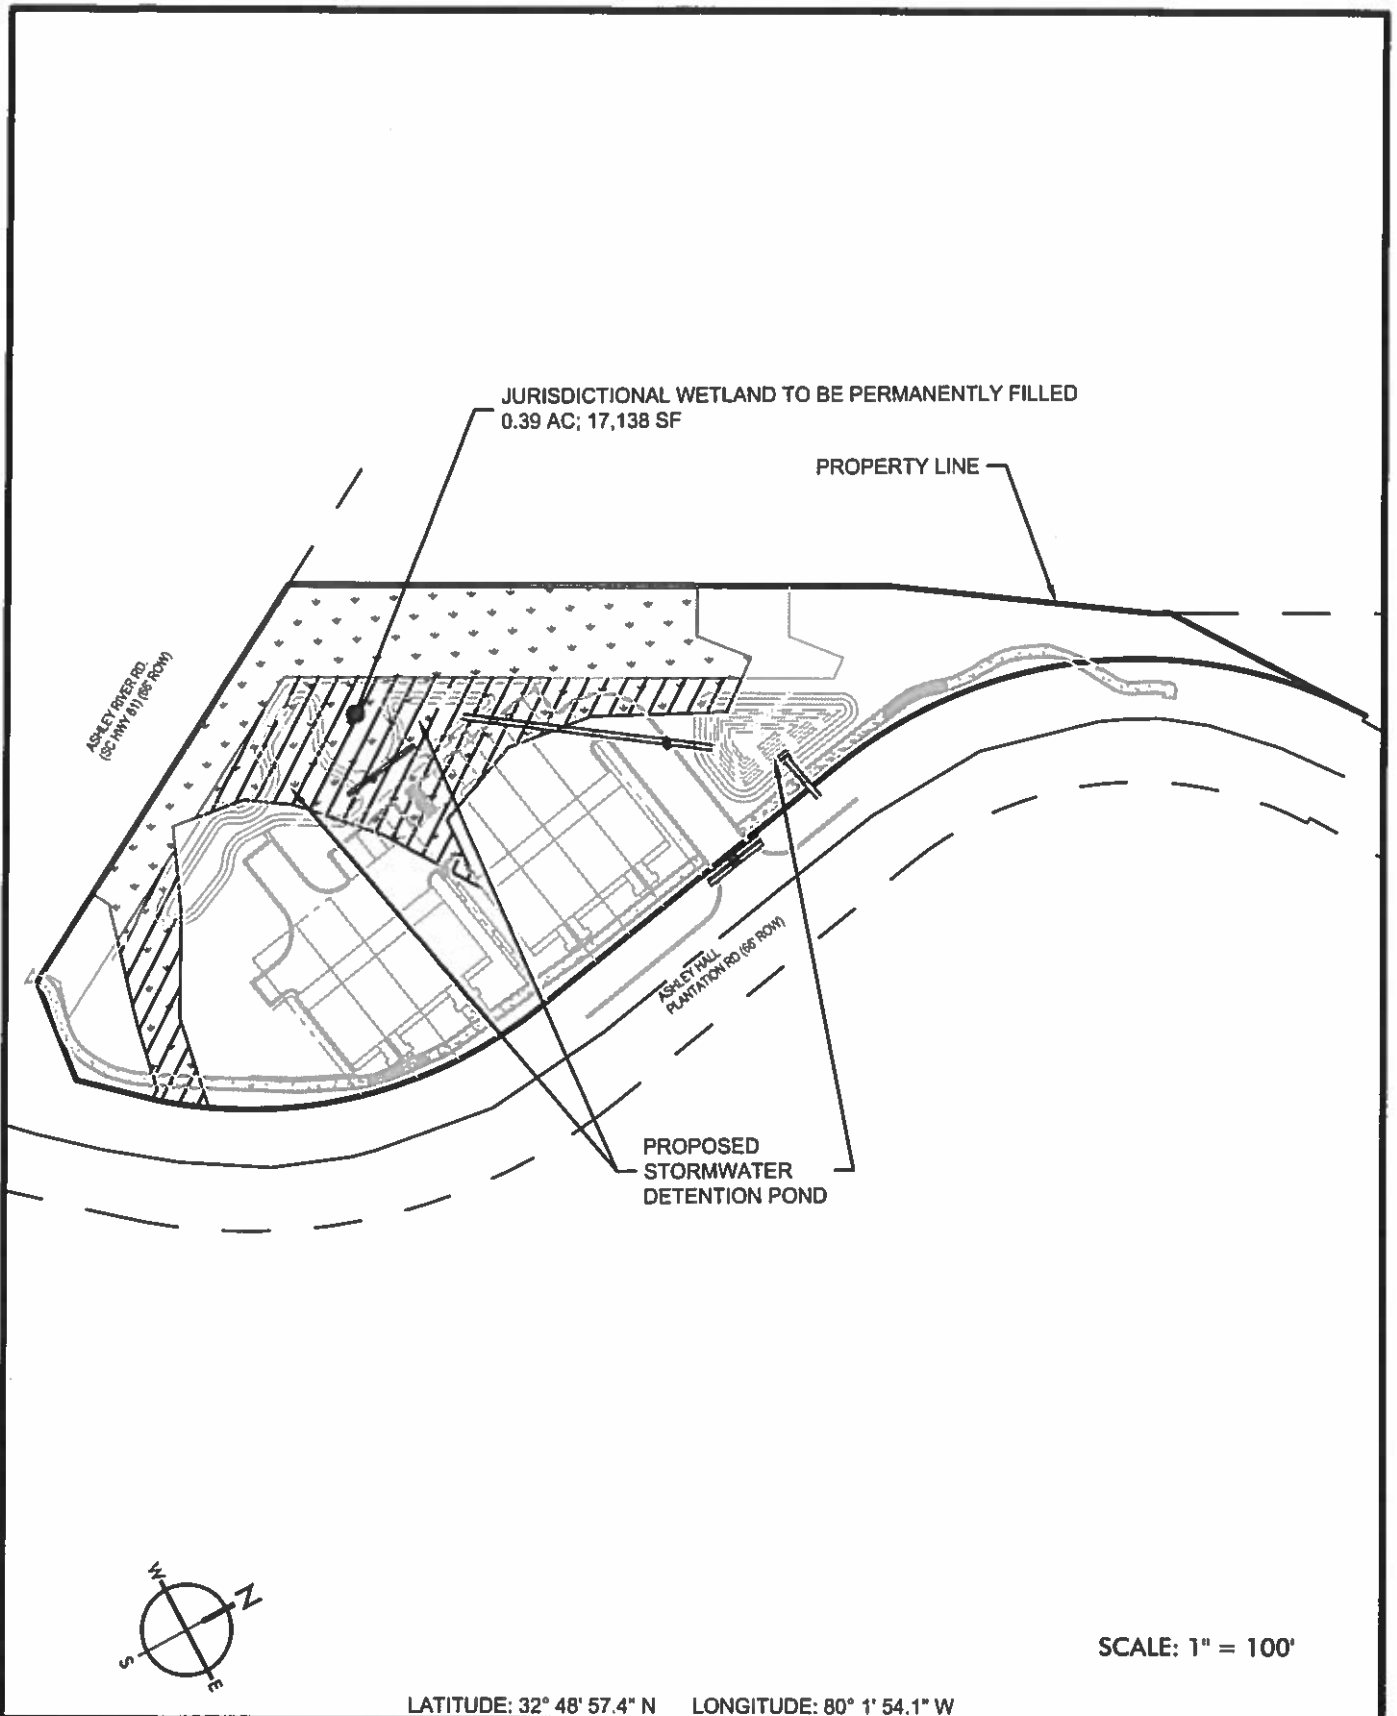 JURISDICTIONAL WETLAND TO BE PERMANENTLY FILLED
0.39 AC; 17,138 SF
PROPERTY LINE
ASHLEY RIVER RD.
(SC HWY 61) (66' ROW)
ASHLEY HALL
PLANTATION RD (66' ROW)
PROPOSED
STORMWATER
DETENTION POND
W
N
S
E
SCALE: 1" = 100'
LATITUDE: 32° 48' 57.4" N LONGITUDE: 80° 1' 54.1" W